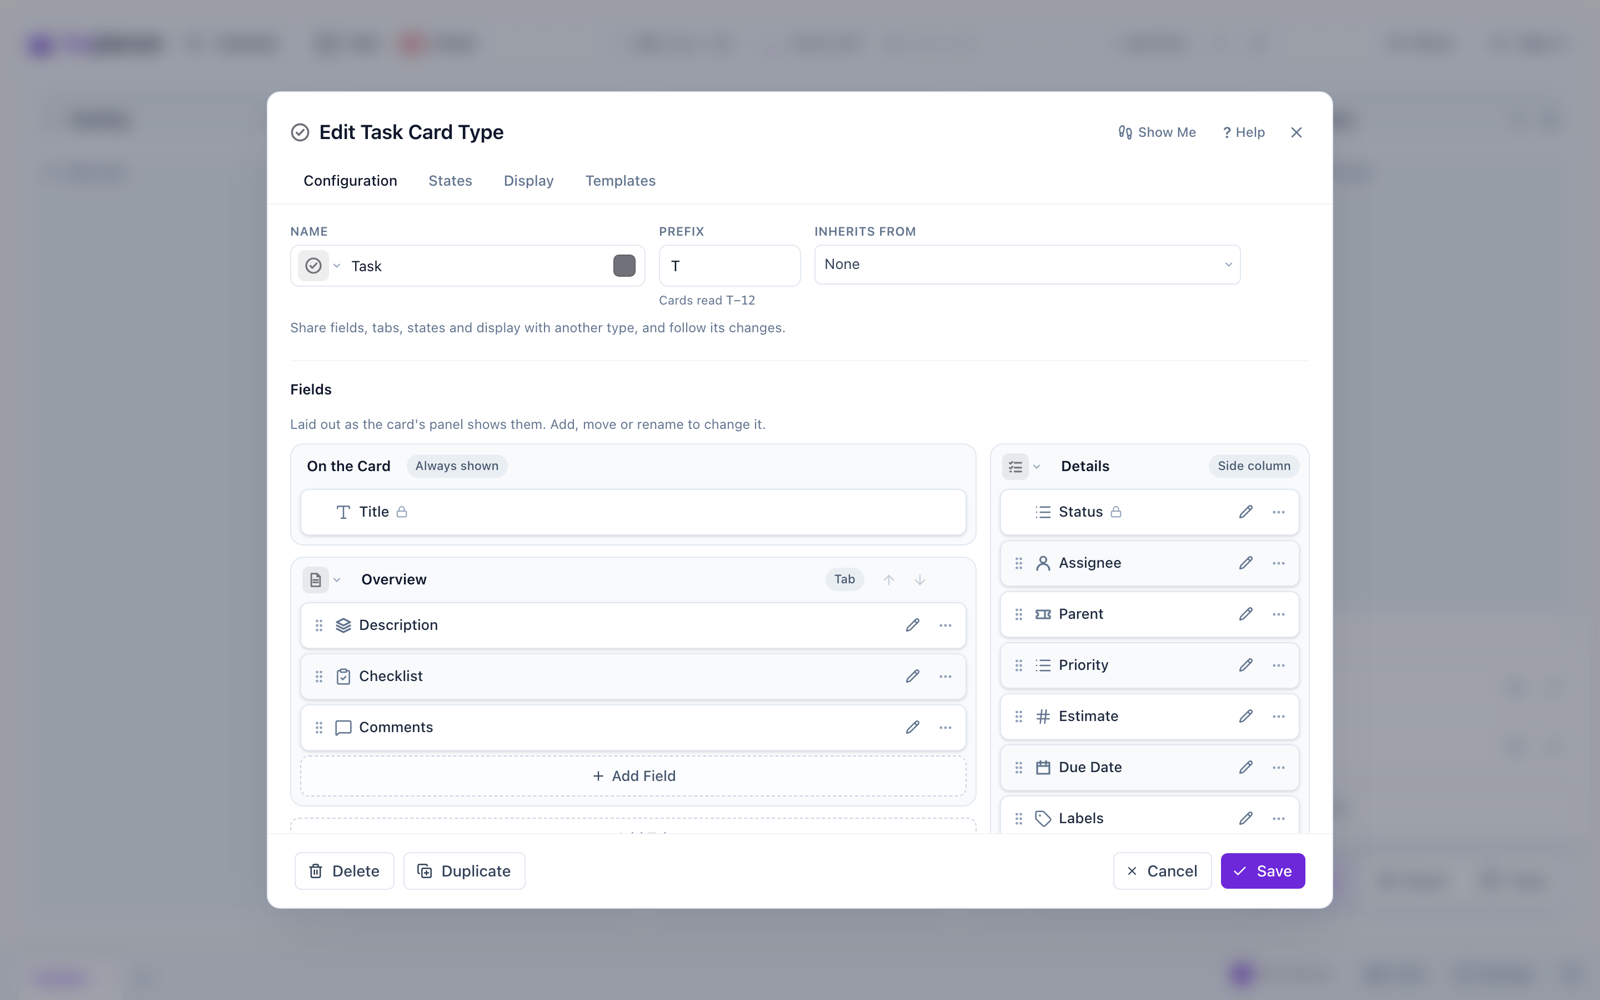 Edit Task Card Type
Show Me
? Help
Configuration
States
Display
Templates
NAME
PREFIX
INHERITS FROM
Task
T
None
Cards read T–12
Share fields, tabs, states and display with another type, and follow its changes.
Fields
Laid out as the card's panel shows them. Add, move or rename to change it.
On the Card
Always shown
Title
Overview
Tab
Description
Checklist
Comments
+ Add Field
Details
Side column
Status
Assignee
Parent
Priority
Estimate
Due Date
Labels
Delete
Duplicate
Cancel
Save